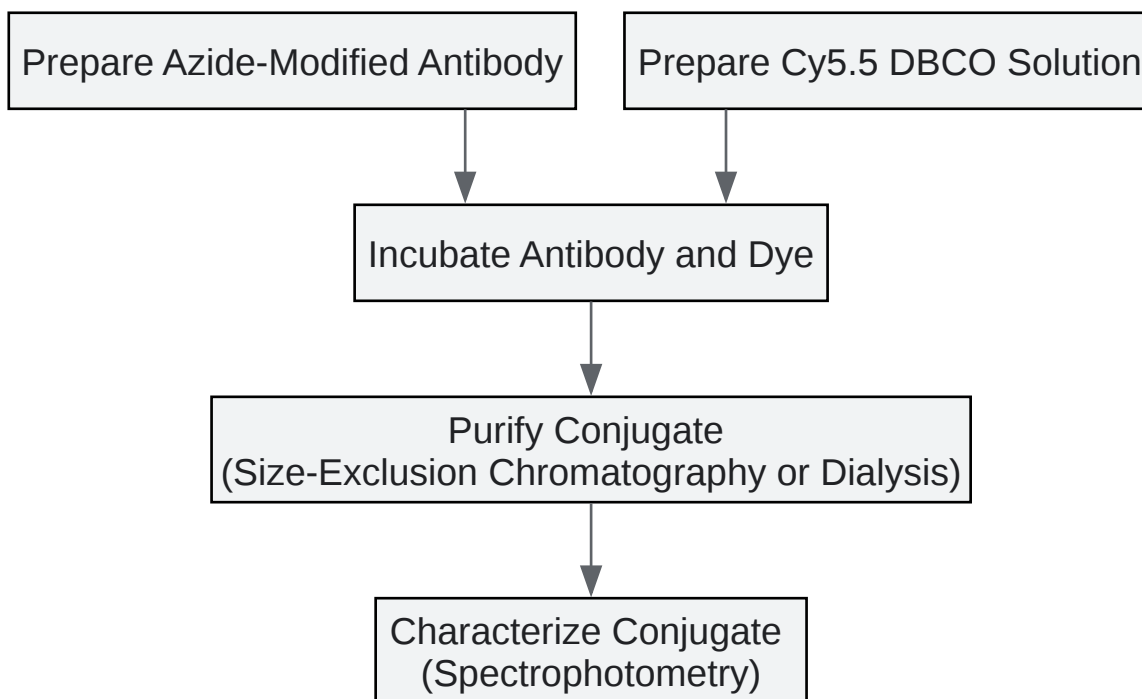 Prepare Azide-Modified Antibody
Prepare Cy5.5 DBCO Solution
Incubate Antibody and Dye
Purify Conjugate
(Size-Exclusion Chromatography or Dialysis)
Characterize Conjugate
(Spectrophotometry)